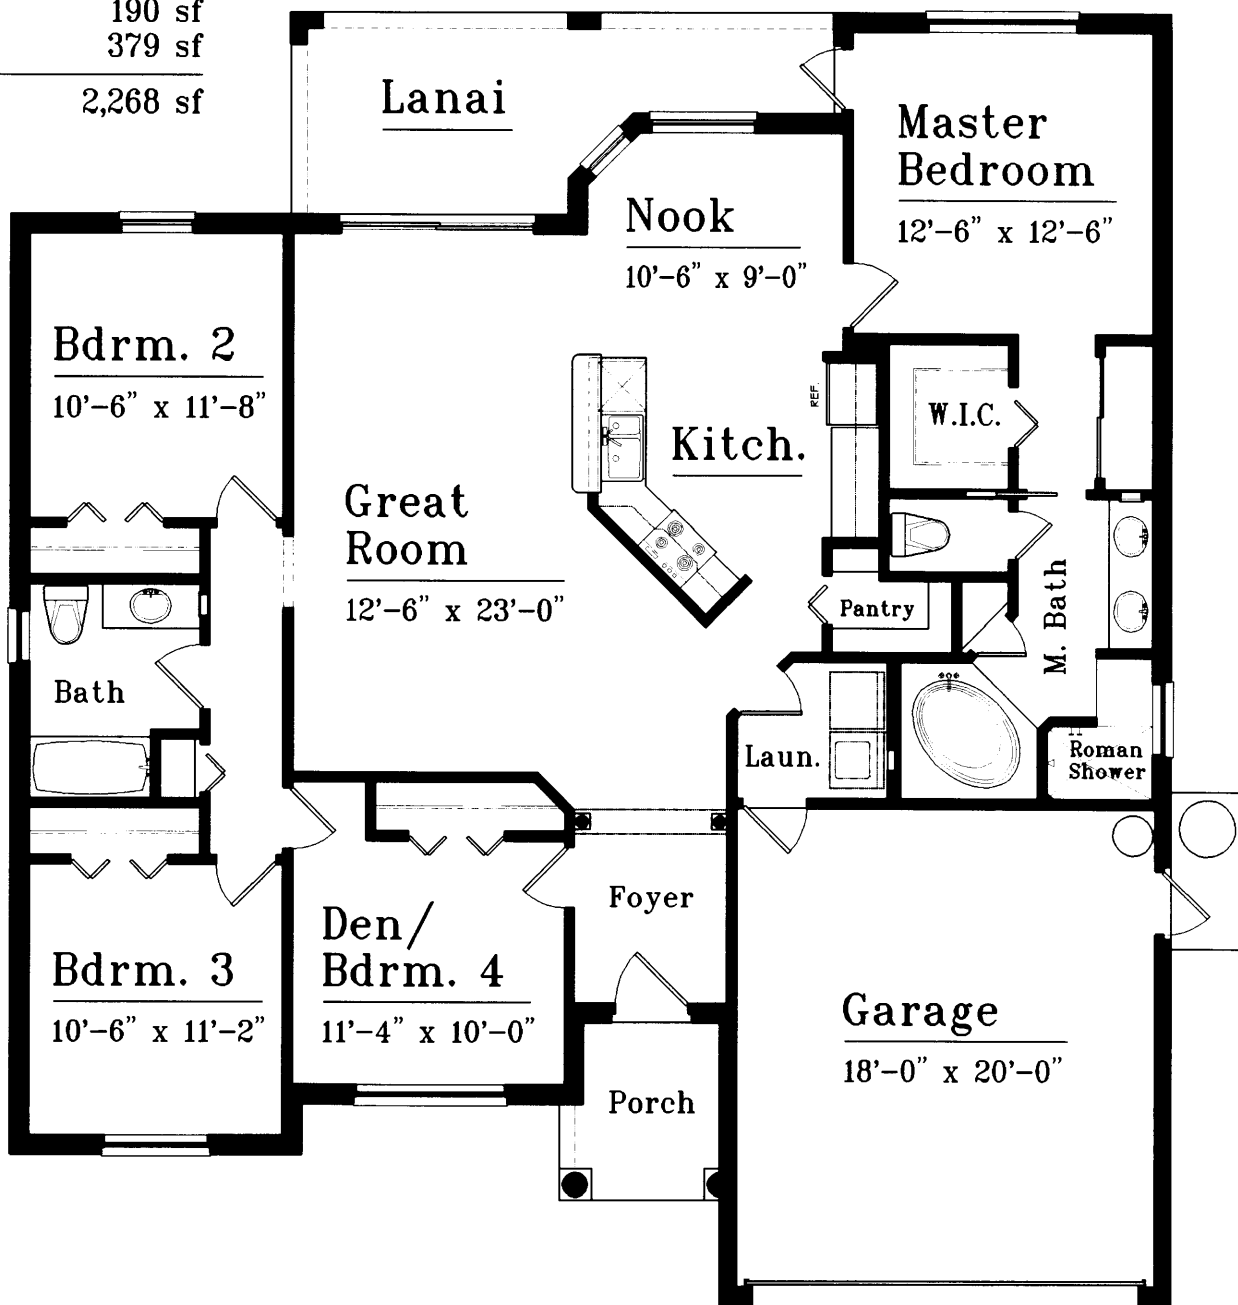 190 sf
379 sf
2,268 sf
Lanai
Master
Bedroom
12'-6" x 12'-6"
Nook
10'-6" x 9'-0"
Bdrm. 2
10'-6" x 11'-8"
REF.
W.I.C.
Kitch.
Great
Room
12'-6" x 23'-0"
Pantry
M. Bath
Bath
Laun.
Roman
Shower
Foyer
Den/
Bdrm. 4
11'-4" x 10'-0"
Bdrm. 3
10'-6" x 11'-2"
Garage
18'-0" x 20'-0"
Porch